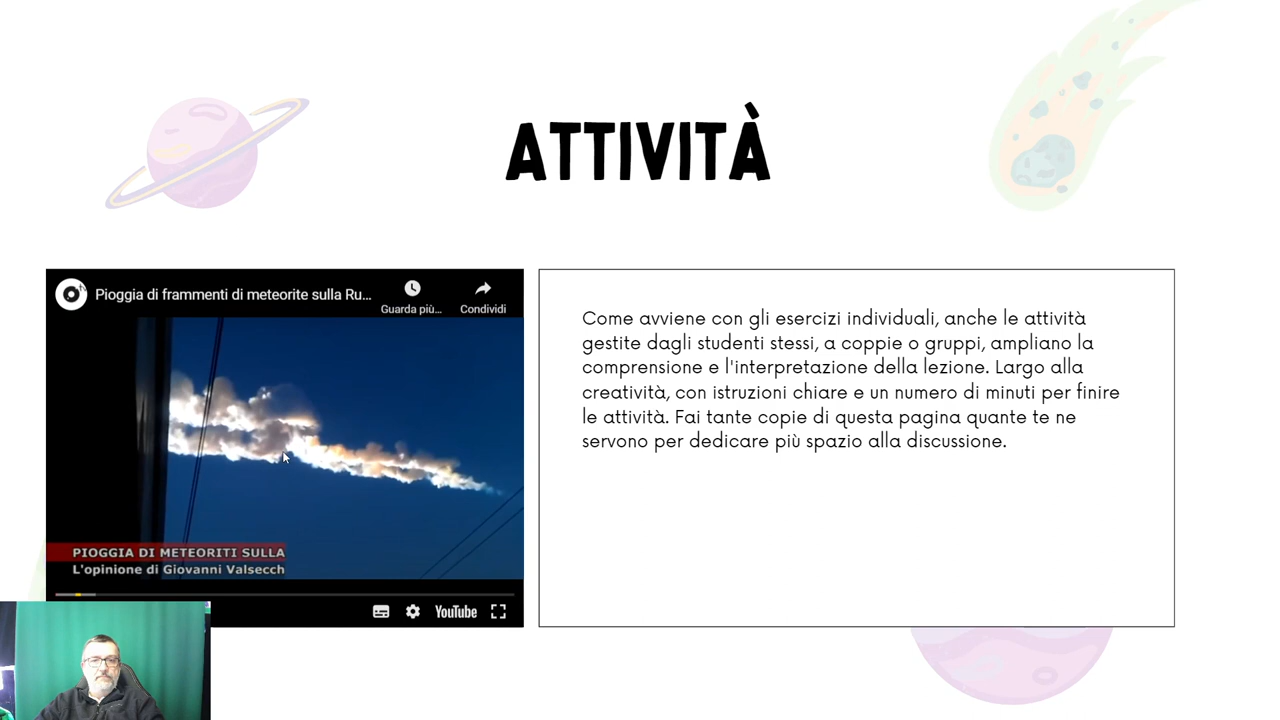 ATTIVITÀ
Pioggia di frammenti di meteorite sulla Ru...
Guarda più...
Condividi
PIOGGIA DI METEORITI SULLA
L'opinione di Giovanni Valsecch
YouTube
Come avviene con gli esercizi individuali, anche le attività
gestite dagli studenti stessi, a coppie o gruppi, ampliano la
comprensione e l'interpretazione della lezione. Largo alla
creatività, con istruzioni chiare e un numero di minuti per finire
le attività. Fai tante copie di questa pagina quante te ne
servono per dedicare più spazio alla discussione.